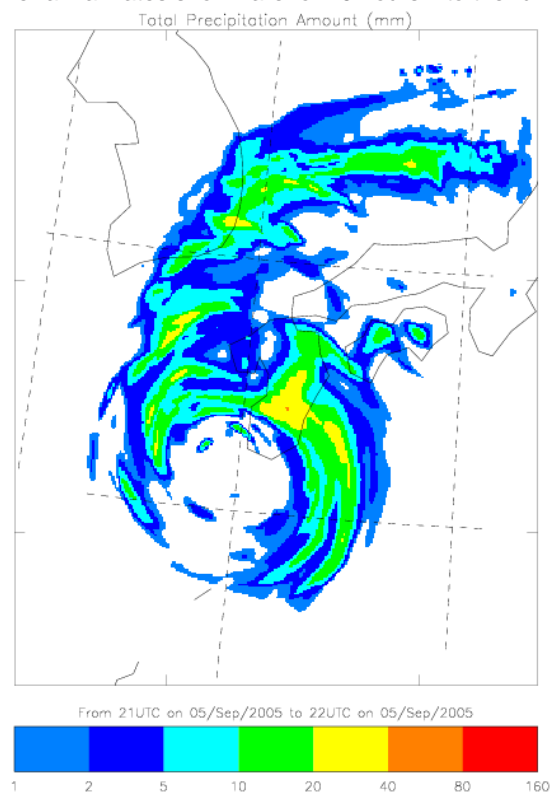 Total Precipitation Amount (mm)
From 21UTC on 05/Sep/2005 to 22UTC on 05/Sep/2005
1 2 5 10 20 40 80 160